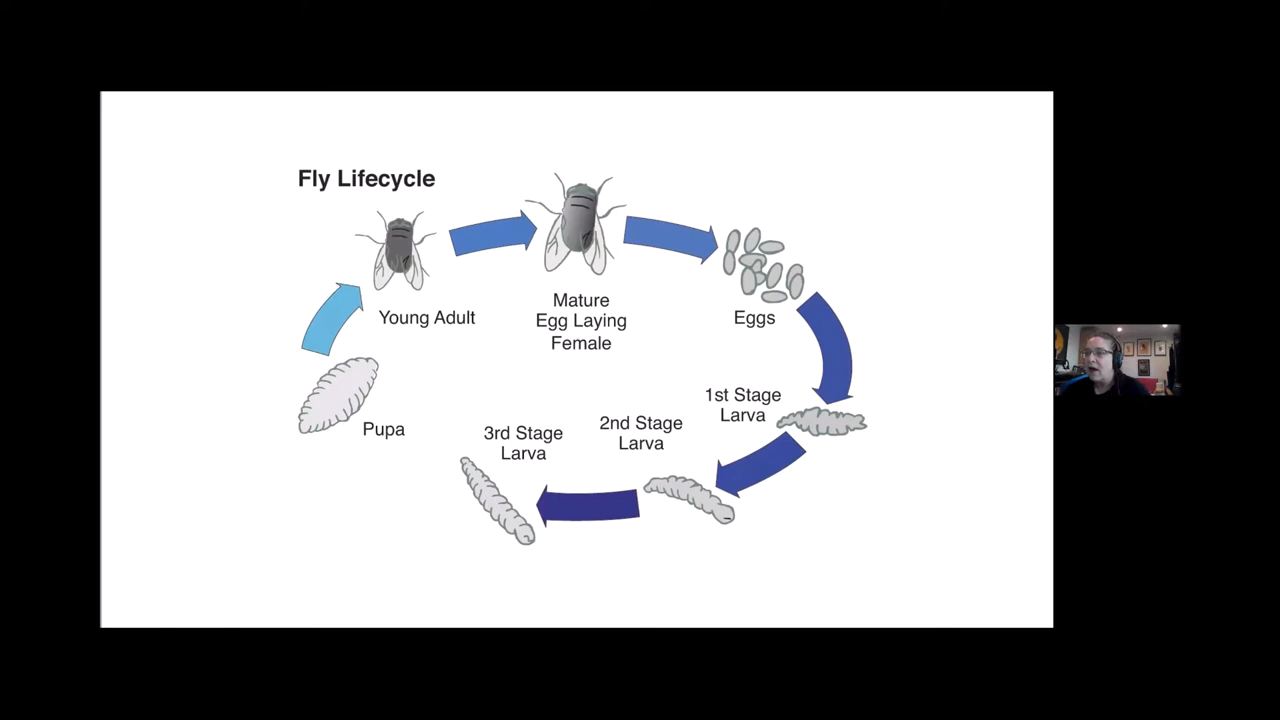 Fly Lifecycle
Young Adult
Mature
Egg Laying
Female
Eggs
1st Stage
Larva
2nd Stage
Larva
3rd Stage
Larva
Pupa